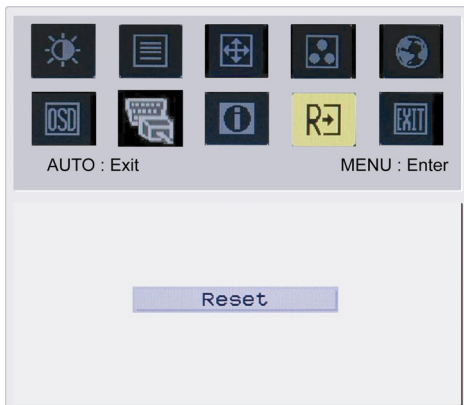 OSD
R
EXIT
AUTO : Exit
MENU : Enter
Reset